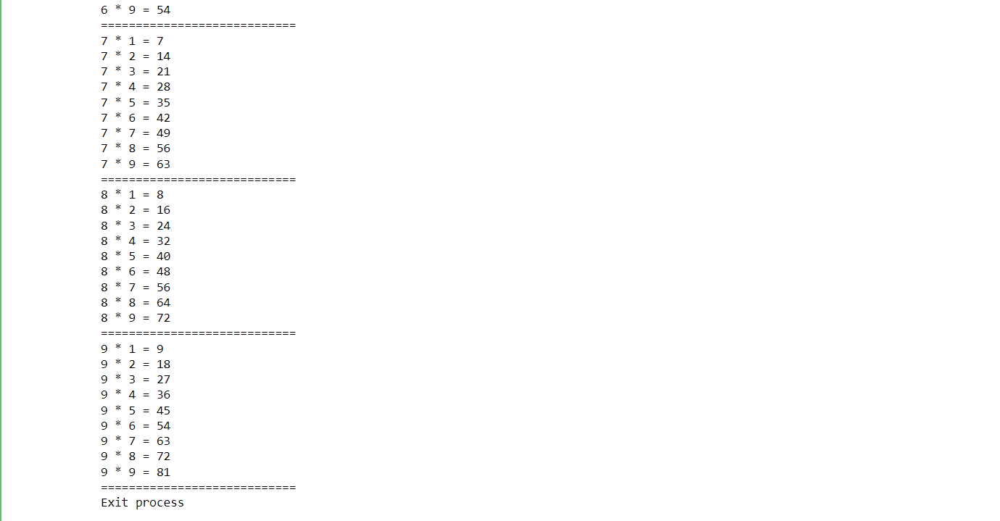 6 * 9 = 54
============================
7 * 1 = 7
7 * 2 = 14
7 * 3 = 21
7 * 4 = 28
7 * 5 = 35
7 * 6 = 42
7 * 7 = 49
7 * 8 = 56
7 * 9 = 63
============================
8 * 1 = 8
8 * 2 = 16
8 * 3 = 24
8 * 4 = 32
8 * 5 = 40
8 * 6 = 48
8 * 7 = 56
8 * 8 = 64
8 * 9 = 72
============================
9 * 1 = 9
9 * 2 = 18
9 * 3 = 27
9 * 4 = 36
9 * 5 = 45
9 * 6 = 54
9 * 7 = 63
9 * 8 = 72
9 * 9 = 81
============================
Exit process